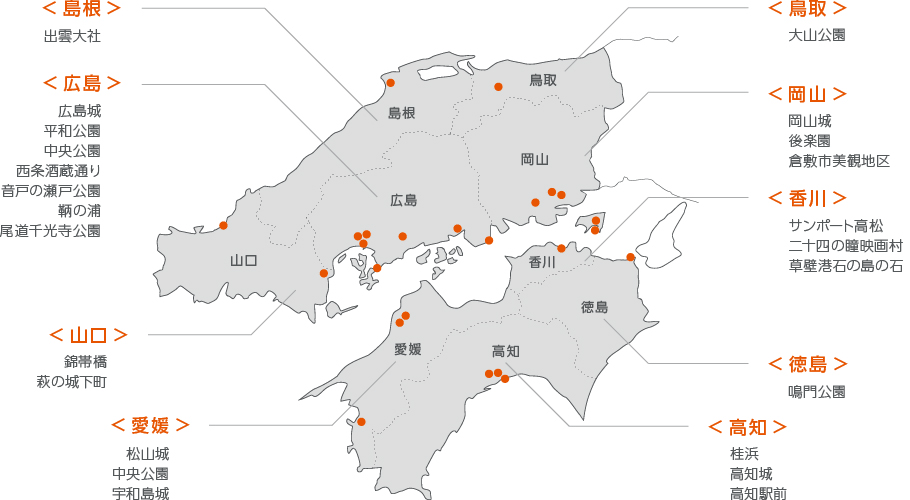 ＜島根＞
出雲大社
＜広島＞
広島城
平和公園
中央公園
西条酒蔵通り
音戸の瀬戸公園
鞆の浦
尾道千光寺公園
＜山口＞
錦帯橋
萩の城下町
＜愛媛＞
松山城
中央公園
宇和島城
島根
鳥取
岡山
広島
山口
香川
徳島
愛媛
高知
＜鳥取＞
大山公園
＜岡山＞
岡山城
後楽園
倉敷市美観地区
＜香川＞
サンポート高松
二十四の瞳映画村
草壁港石の島の石
＜徳島＞
鳴門公園
＜高知＞
桂浜
高知城
高知駅前